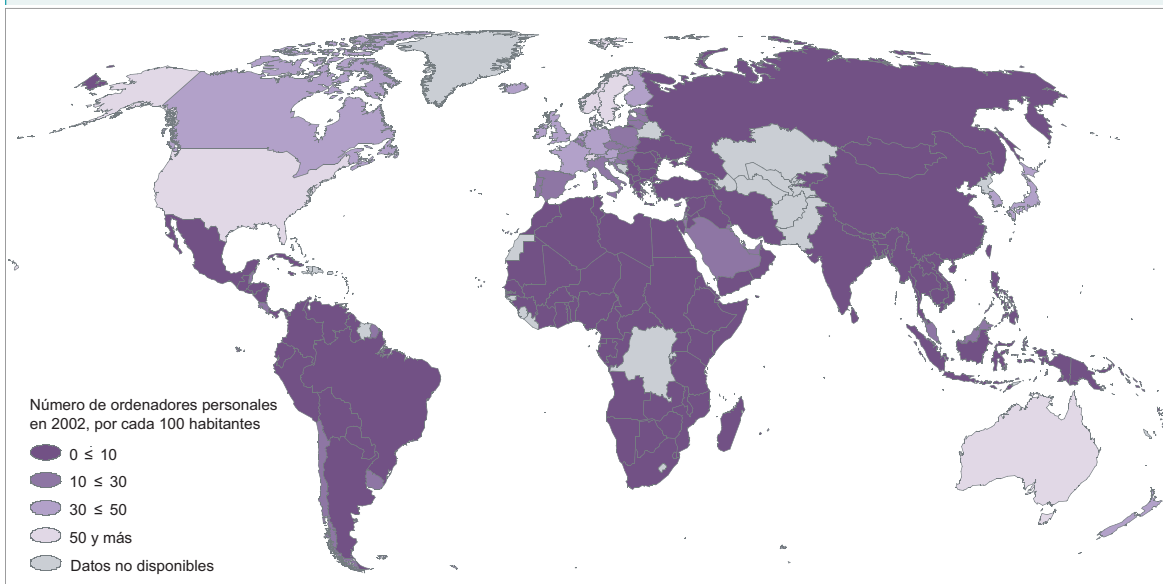 Número de ordenadores personales
en 2002, por cada 100 habitantes
0 ≤ 10
10 ≤ 30
30 ≤ 50
50 y más
Datos no disponibles